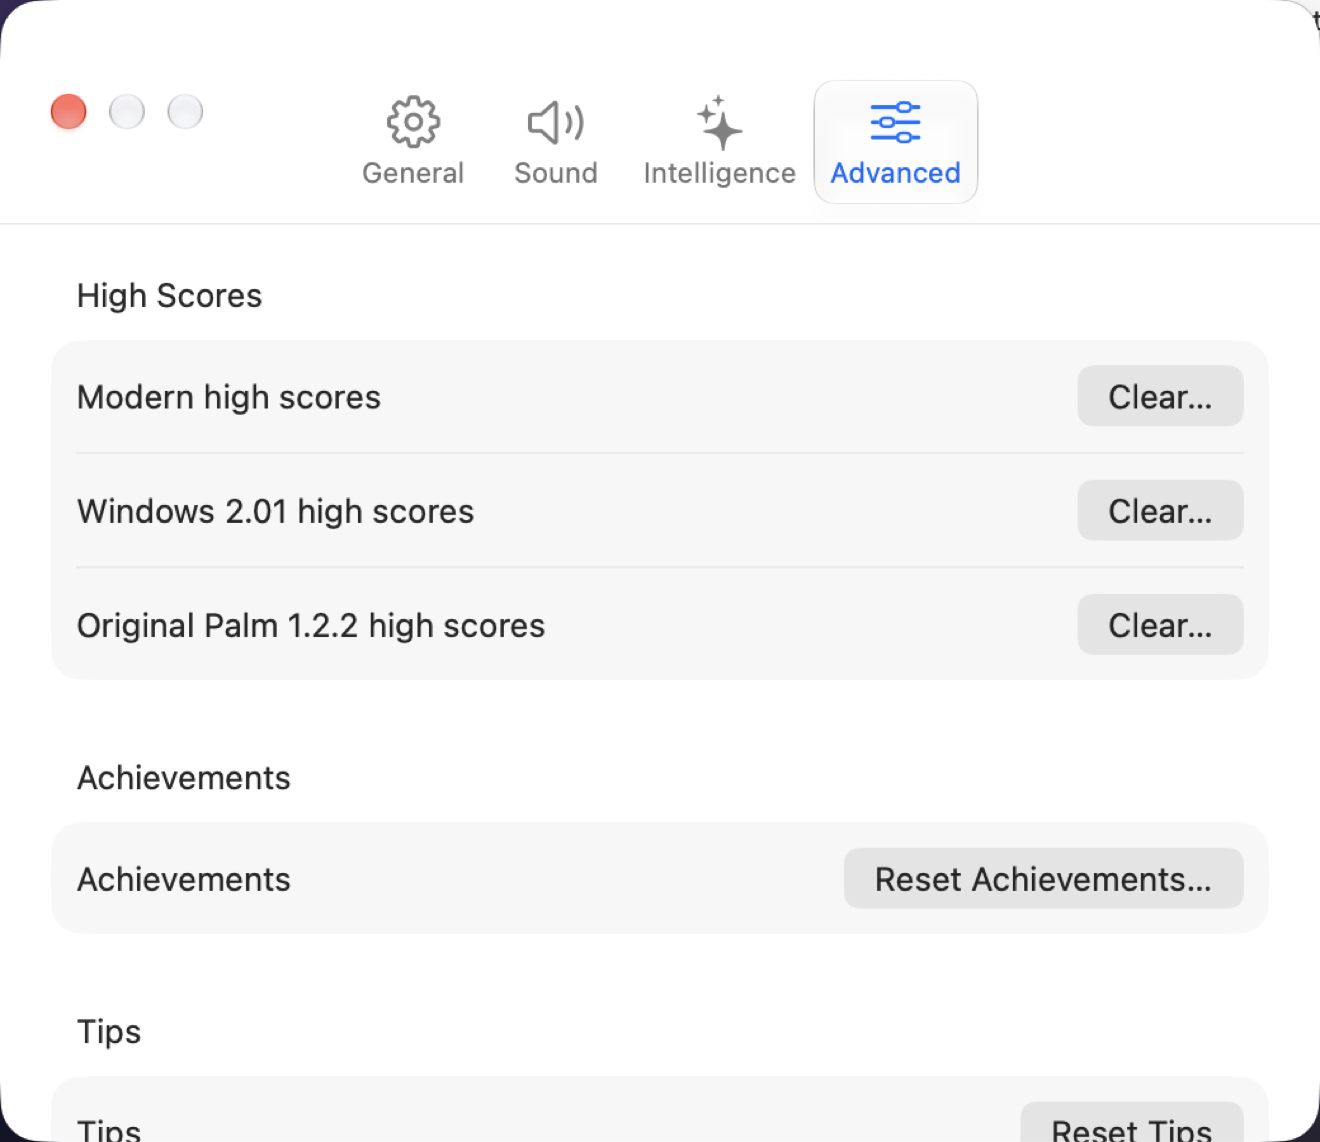 General
Sound
Intelligence
Advanced
High Scores
Modern high scores
Clear...
Windows 2.01 high scores
Clear...
Original Palm 1.2.2 high scores
Clear...
Achievements
Achievements
Reset Achievements...
Tips
Tips
Reset Tips